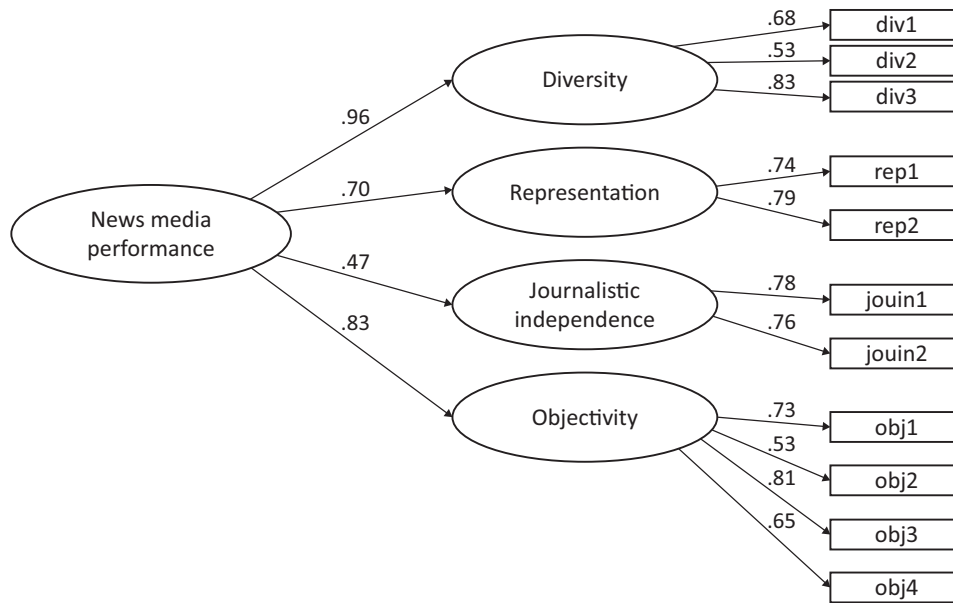 .68
div1
.53
div2
Diversity
.83
div3
.96
.74
rep1
.70
Representation
.79
rep2
News media
performance
.47
.78
jouin1
Journalistic
independence
.76
jouin2
.83
.73
obj1
Objectivity
.53
obj2
.81
obj3
.65
obj4